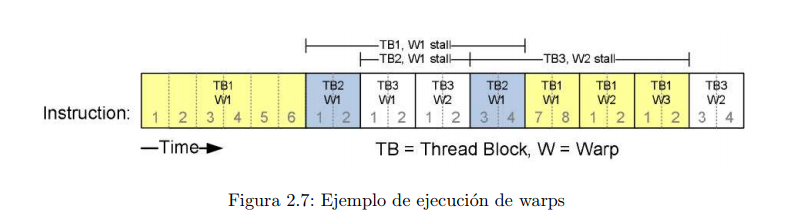 TB1, W1 stall
TB2, W1 stall
TB3, W2 stall
Instruction:
TB1 W1
1 2 3 4 5 6
TB2 W1
1 2
TB3 W1
1 2
TB3 W2
1 2
TB2 W1
3 4
TB1 W1
7 8
TB1 W2
1 2
TB1 W3
1 2
TB3 W2
3 4
Time
TB = Thread Block, W = Warp
Figura 2.7: Ejemplo de ejecución de warps